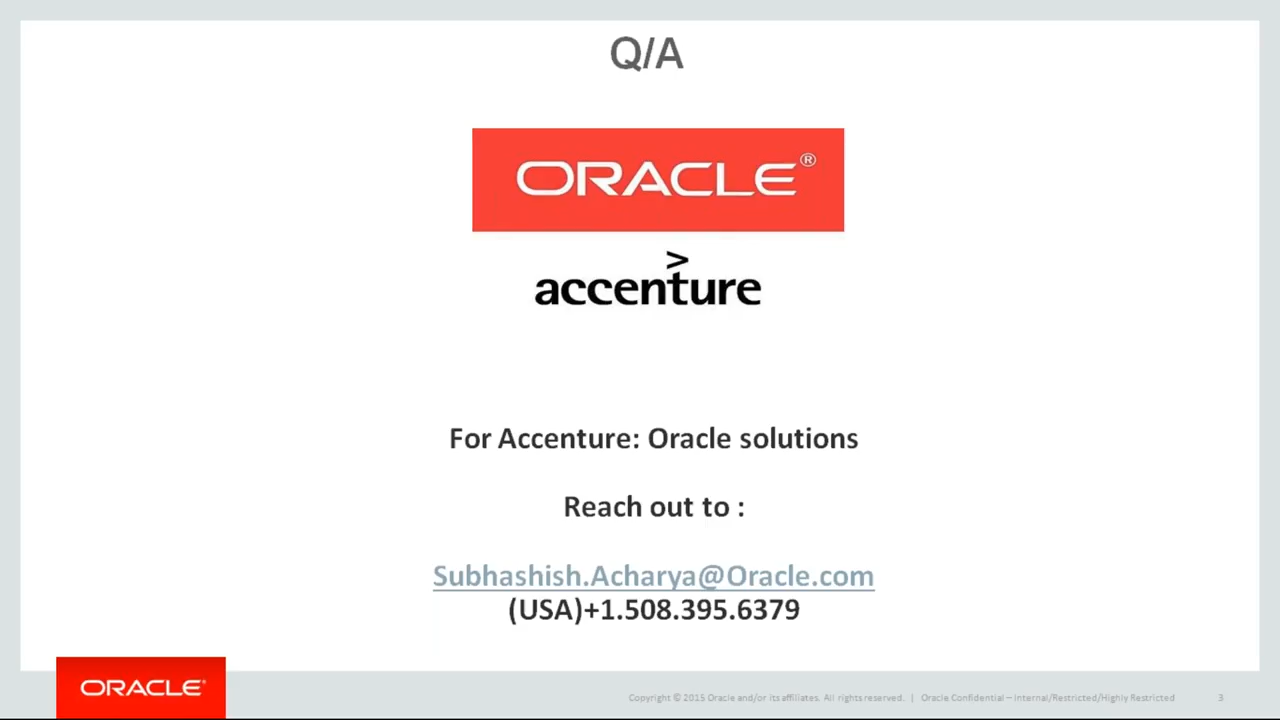 Q/A
ORACLE®
>
accenture
For Accenture: Oracle solutions
Reach out to :
Subhashish.Acharya@Oracle.com
(USA)+1.508.395.6379
ORACLE®
Copyright © 2015 Oracle and/or its affiliates. All rights reserved. | Oracle Confidential – Internal/Restricted/Highly Restricted 3